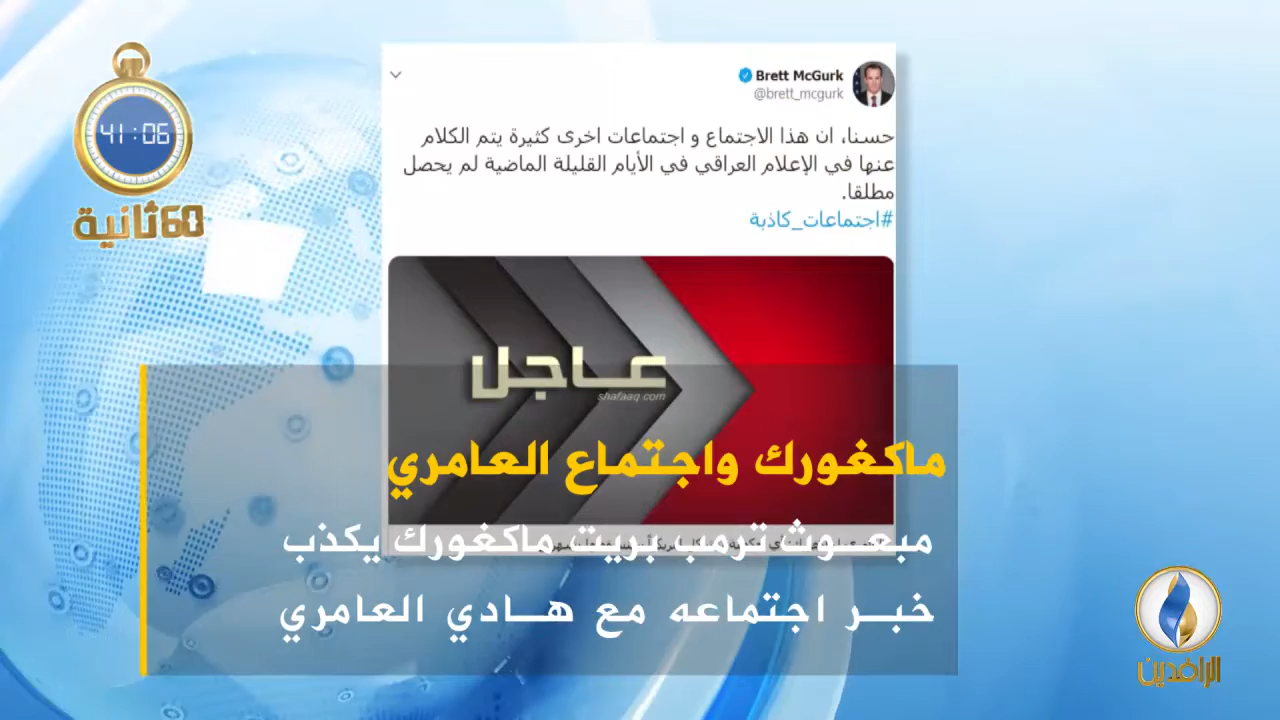 Brett McGurk
@brett_mcgurk
حسنا، ان هذا الاجتماع و اجتماعات اخرى كثيرة يتم الكلام
عنها في الإعلام العراقي في الأيام القليلة الماضية لم يحصل
مطلقا.
#اجتماعات_كاذبة
41:06
60ثانية
عاجل
shafaaq.com
ماكغورك واجتماع العامري
مبعوث ترمب بريت ماكغورك يكذب
خبر اجتماعه مع هادي العامري
الرافدين